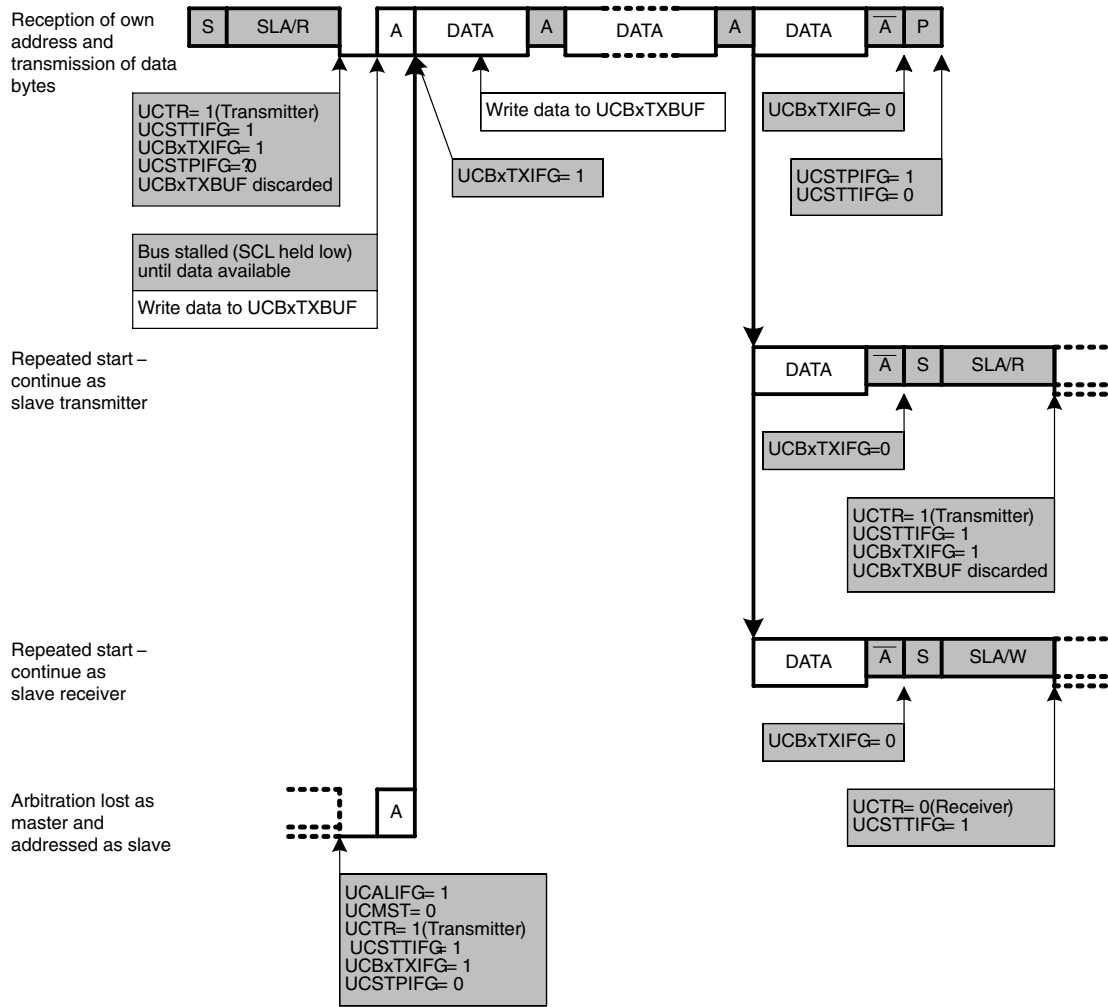 Reception of own
address and
transmission of data
bytes
S SLA/R A DATA A DATA A DATA A̅ P
UCTR= 1(Transmitter)
UCSTTIFG= 1
UCBxTXIFG= 1
UCSTPIFG=?0
UCBxTXBUF discarded
Write data to UCBxTXBUF
UCBxTXIFG= 1
UCBxTXIFG= 0
UCSTPIFG= 1
UCSTTIFG= 0
Bus stalled (SCL held low)
until data available
Write data to UCBxTXBUF
Repeated start –
continue as
slave transmitter
DATA A̅ S SLA/R
UCBxTXIFG=0
UCTR= 1(Transmitter)
UCSTTIFG= 1
UCBxTXIFG= 1
UCBxTXBUF discarded
Repeated start –
continue as
slave receiver
DATA A̅ S SLA/W
UCBxTXIFG= 0
UCTR= 0(Receiver)
UCSTTIFG= 1
Arbitration lost as
master and
addressed as slave
A
UCALIFG= 1
UCMST= 0
UCTR= 1(Transmitter)
UCSTTIFG= 1
UCBxTXIFG= 1
UCSTPIFG= 0